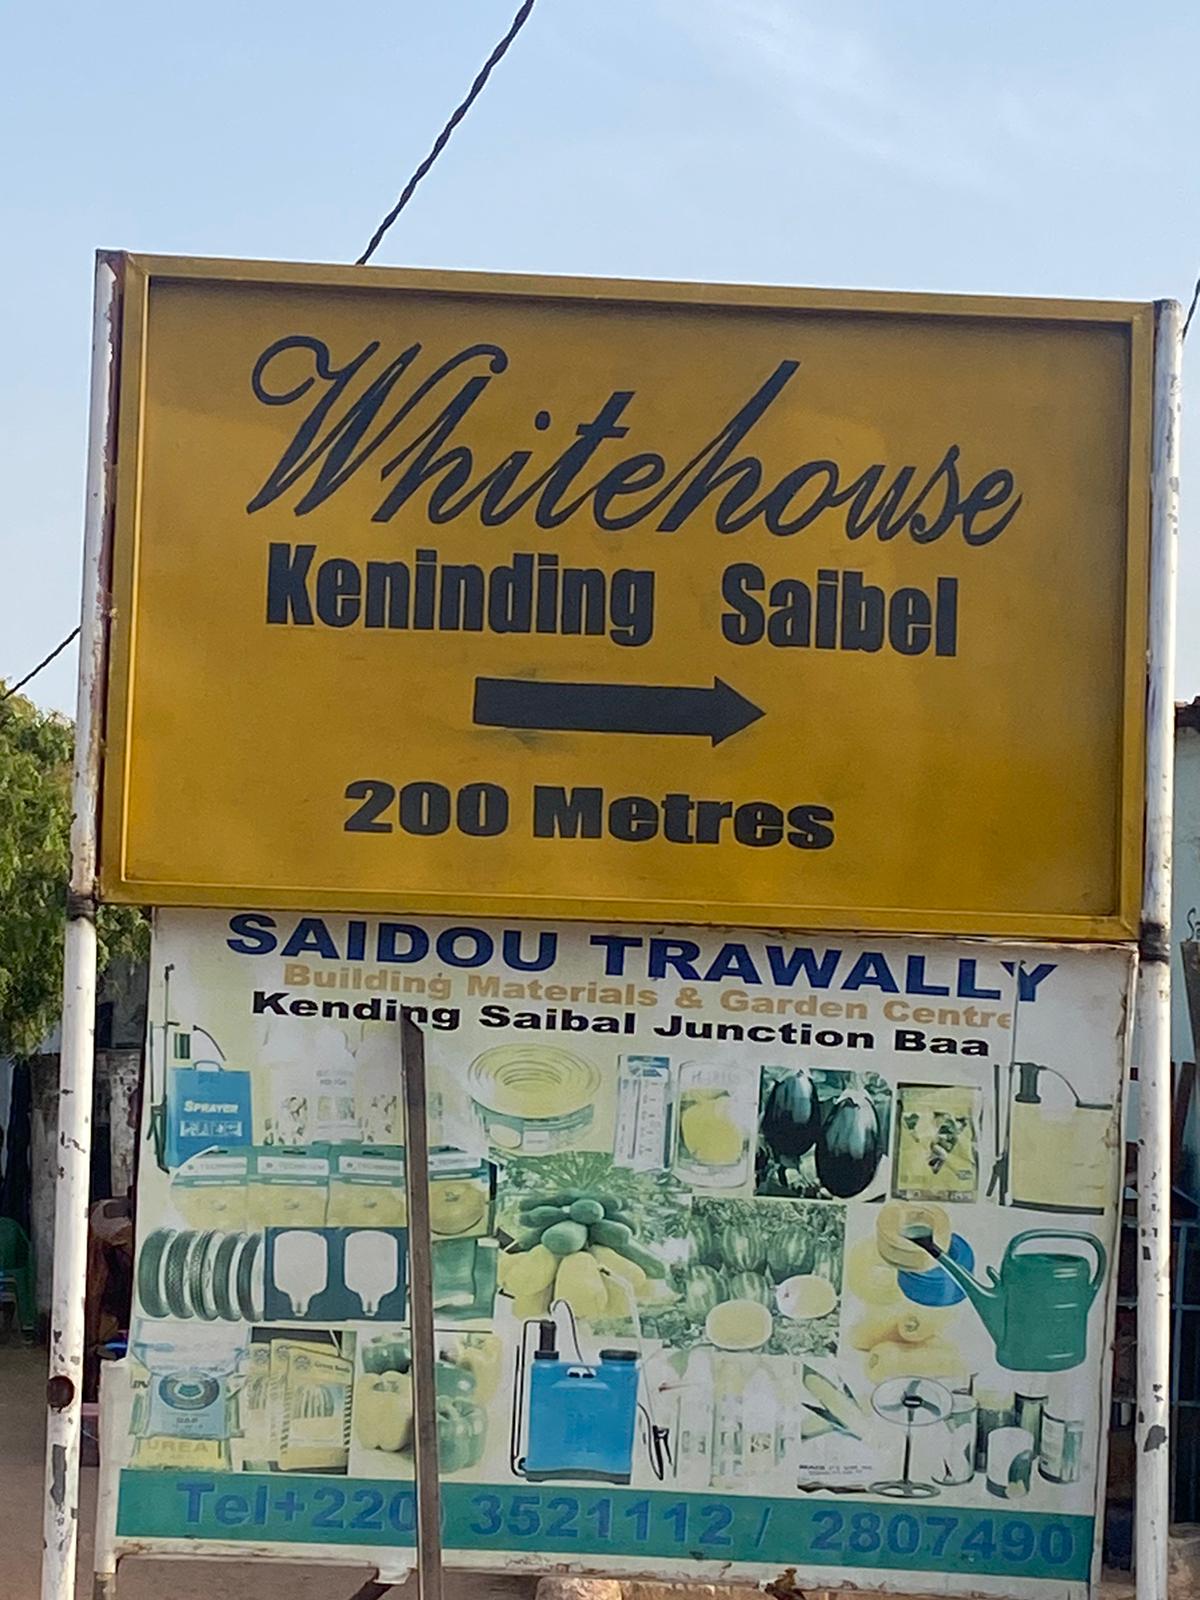 Whitehouse
Keninding Saibel
200 Metres
SAIDOU TRAWALLY
Building Materials & Garden Centre
Kending Saibal Junction Baa
SPRAYER
UREA
Tel+220) 3521112 / 2807490